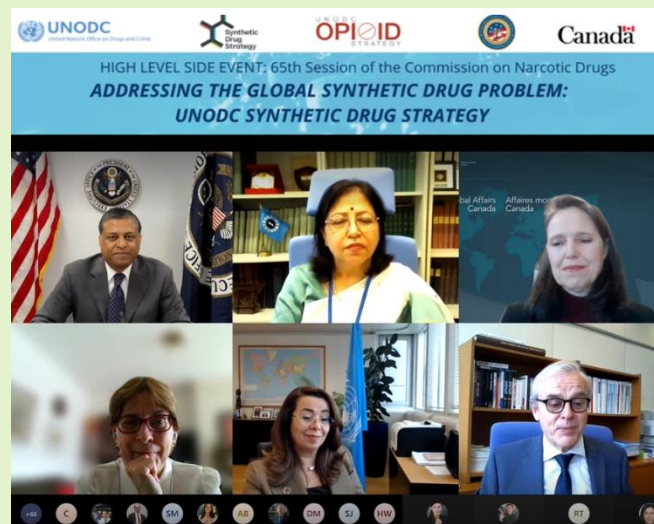 UNODC
United Nations Office on Drugs and Crime
Synthetic
Drug
Strategy
UNODC
OPIOID
STRATEGY
Canada
HIGH LEVEL SIDE EVENT: 65th Session of the Commission on Narcotic Drugs
ADDRESSING THE GLOBAL SYNTHETIC DRUG PROBLEM:
UNODC SYNTHETIC DRUG STRATEGY
bal Affairs Affaires mo
Canada Canada
+68 C SM AB DM SJ HW RT